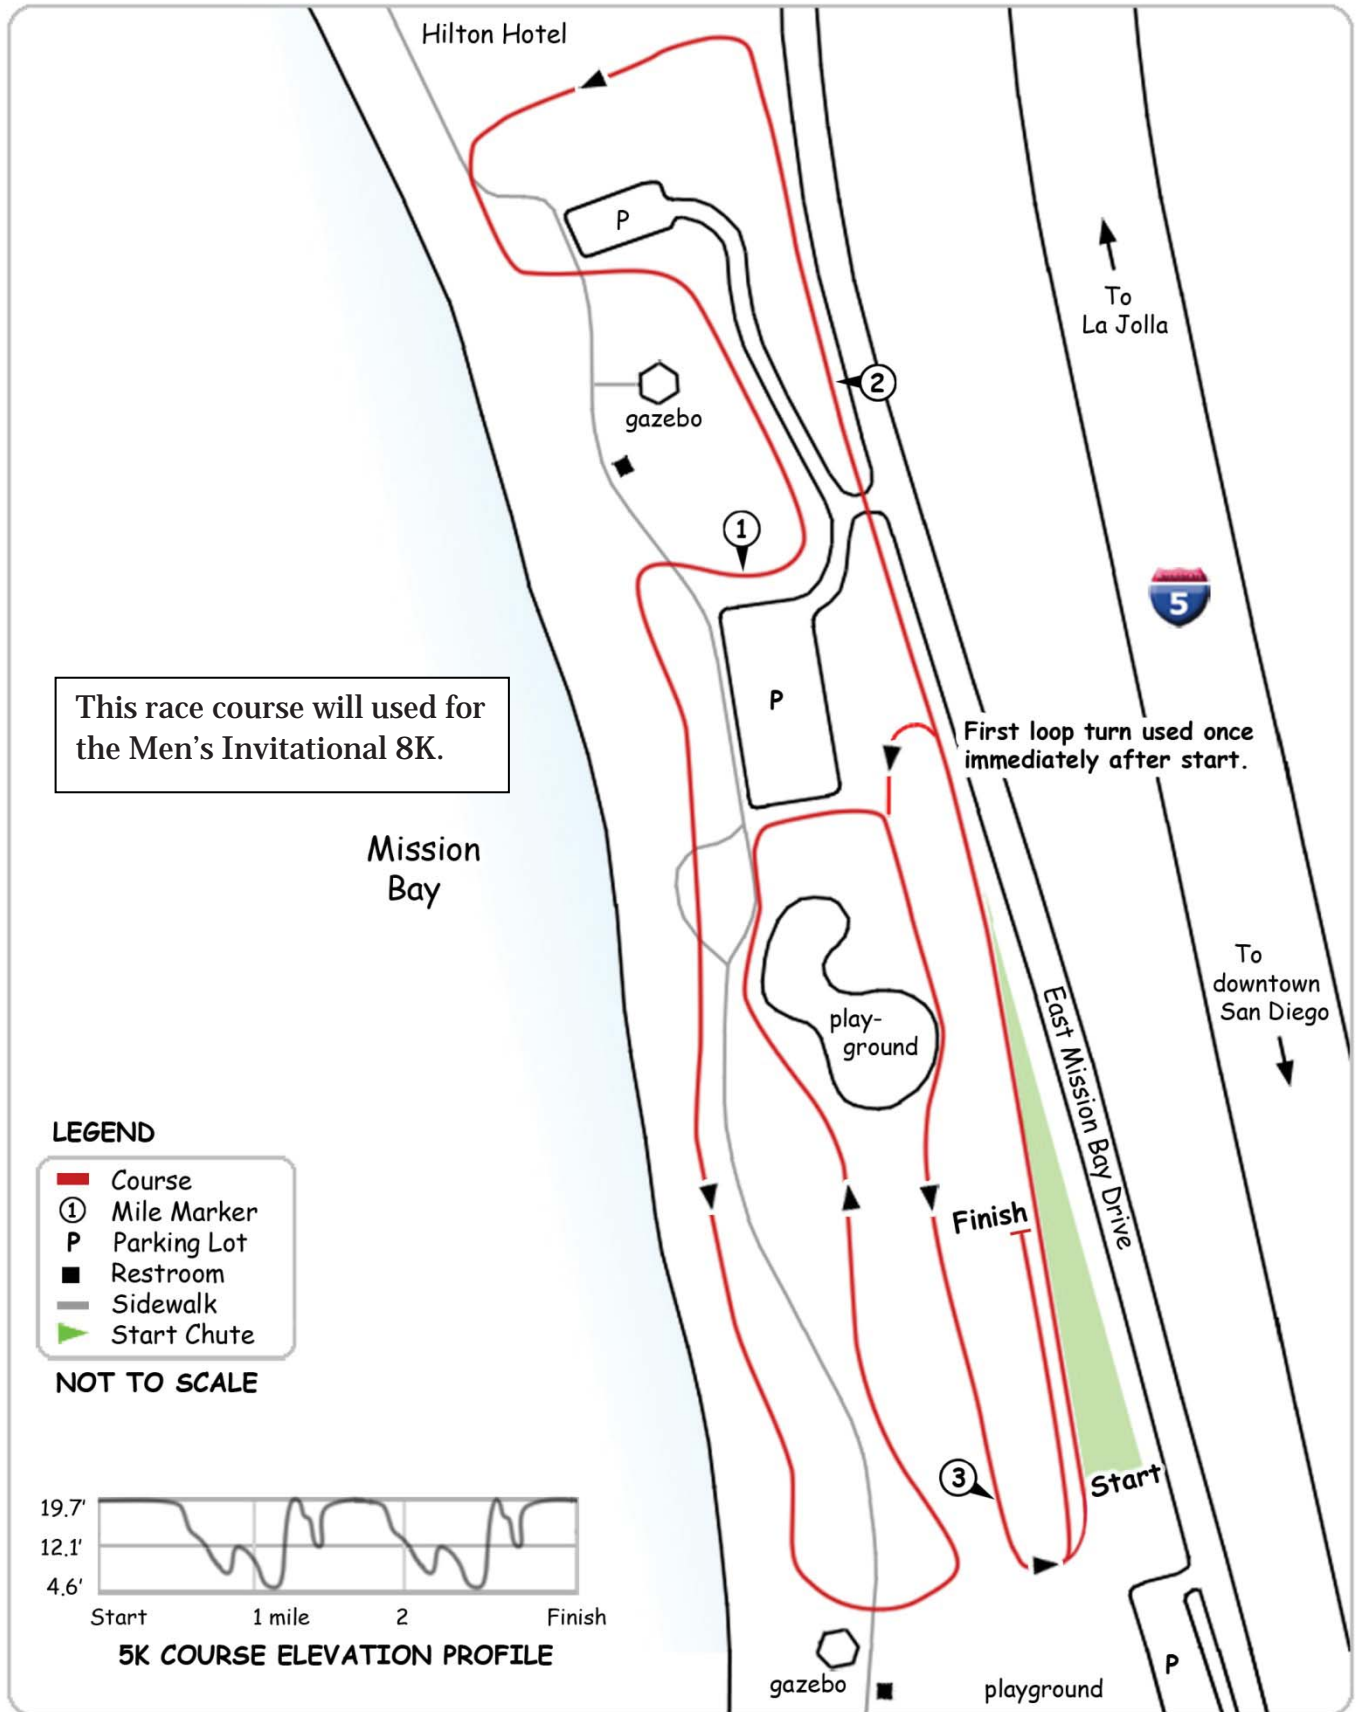 Hilton Hotel
P
To
La Jolla
2
gazebo
1
5
This race course will used for
the Men's Invitational 8K.
P
First loop turn used once
immediately after start.
Mission
Bay
To
downtown
San Diego
play-
ground
East Mission Bay Drive
Finish
LEGEND
Course
1 Mile Marker
P Parking Lot
Restroom
Sidewalk
Start Chute
NOT TO SCALE
3
Start
19.7'
12.1'
4.6'
Start 1 mile 2 Finish
5K COURSE ELEVATION PROFILE
gazebo
playground
P